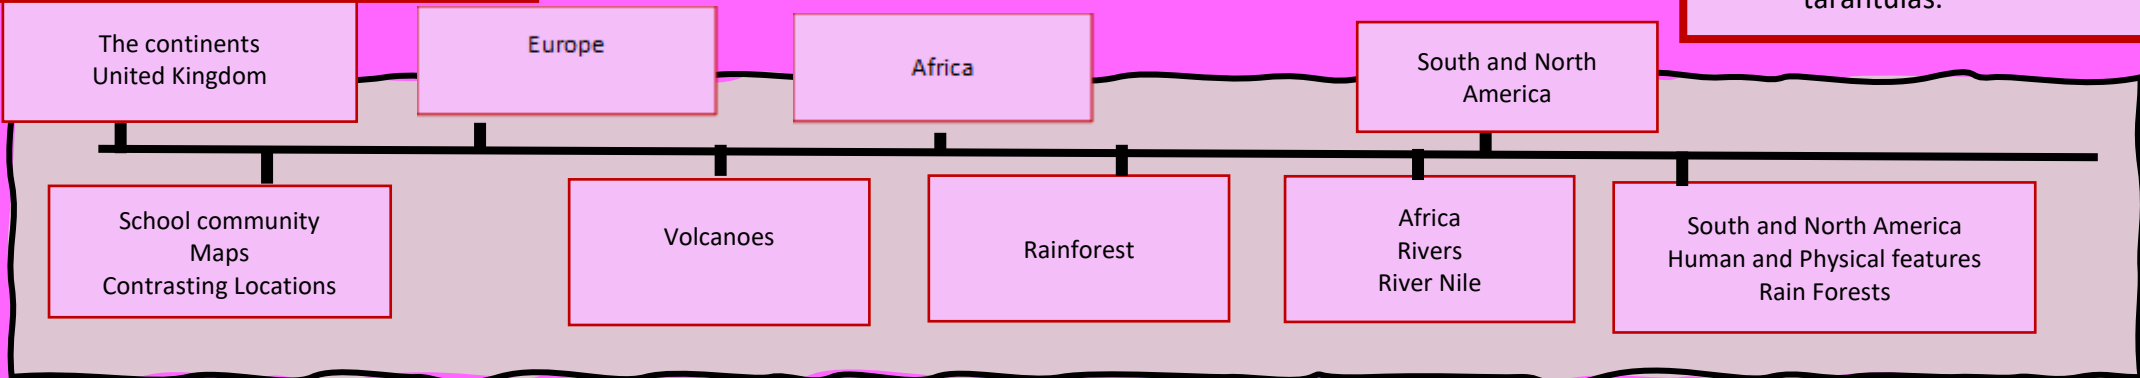 tarantulas.
The continents
United Kingdom
Europe
Africa
South and North
America
School community
Maps
Contrasting Locations
Volcanoes
Rainforest
Africa
Rivers
River Nile
South and North America
Human and Physical features
Rain Forests